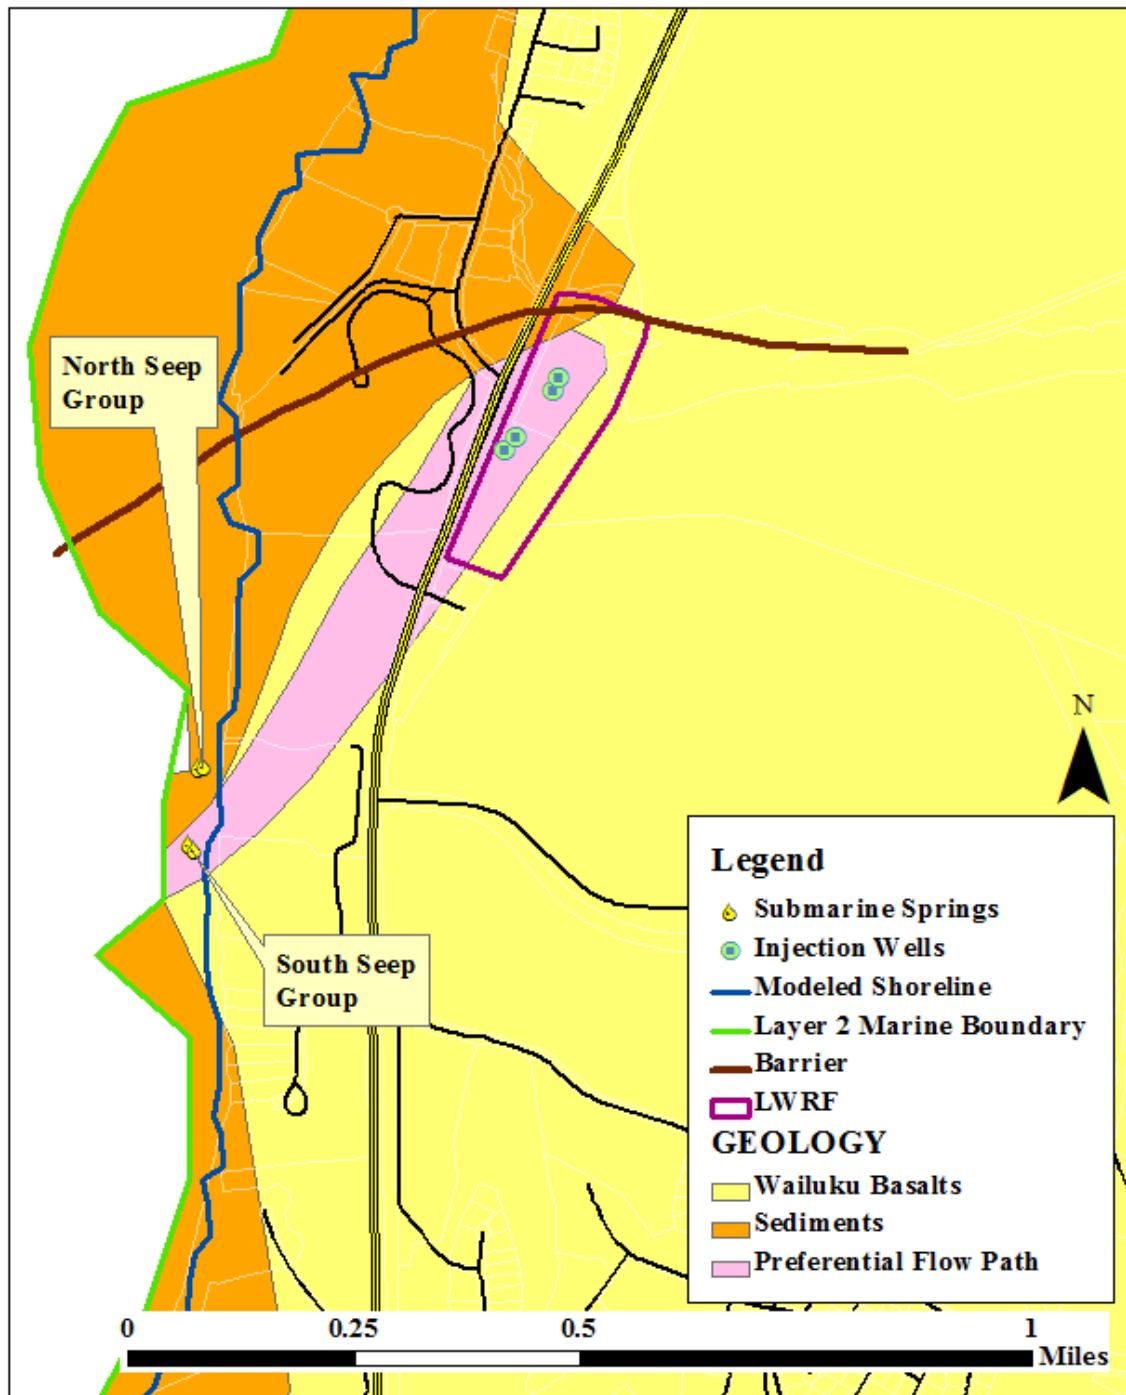 North Seep
Group
N
South Seep
Group
Legend
Submarine Springs
Injection Wells
Modeled Shoreline
Layer 2 Marine Boundary
Barrier
LWRF
GEOLOGY
Wailuku Basalts
Sediments
Preferential Flow Path
0 0.25 0.5 1
Miles